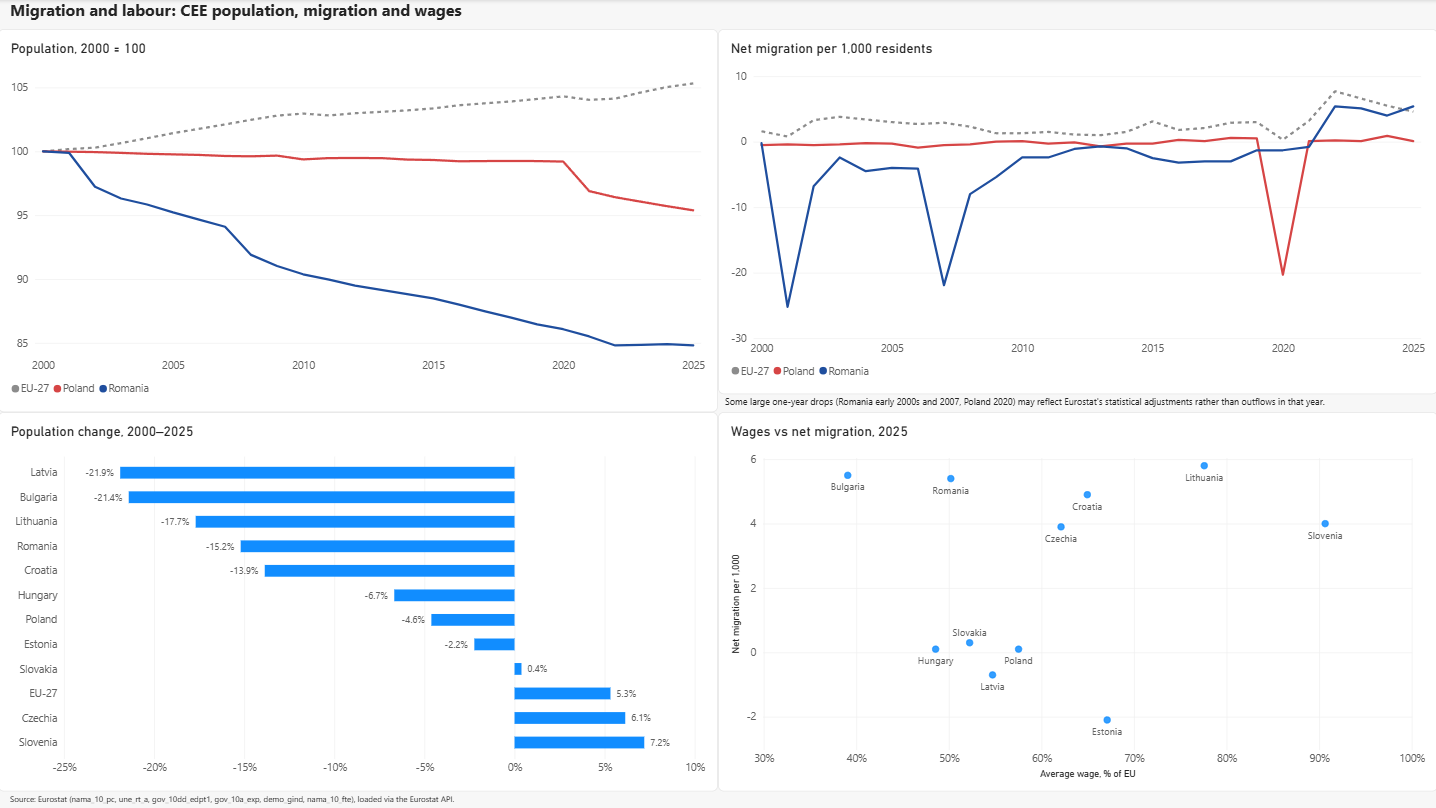 Migration and labour: CEE population, migration and wages
Population, 2000 = 100
105
100
95
90
85
2000 2005 2010 2015 2020 2025
EU-27 Poland Romania
Net migration per 1,000 residents
10
0
-10
-20
-30
2000 2005 2010 2015 2020 2025
EU-27 Poland Romania
Some large one-year drops (Romania early 2000s and 2007, Poland 2020) may reflect Eurostat's statistical adjustments rather than outflows in that year.
Population change, 2000–2025
Latvia -21.9%
Bulgaria -21.4%
Lithuania -17.7%
Romania -15.2%
Croatia -13.9%
Hungary -6.7%
Poland -4.6%
Estonia -2.2%
Slovakia 0.4%
EU-27 5.3%
Czechia 6.1%
Slovenia 7.2%
-25% -20% -15% -10% -5% 0% 5% 10%
Wages vs net migration, 2025
Net migration per 1,000
6
4
2
0
-2
Bulgaria
Romania
Lithuania
Croatia
Czechia
Slovenia
Slovakia
Hungary
Poland
Latvia
Estonia
30% 40% 50% 60% 70% 80% 90% 100%
Average wage, % of EU
Source: Eurostat (nama_10_pc, une_rt_a, gov_10dd_edpt1, gov_10a_exp, demo_gind, nama_10_fte), loaded via the Eurostat API.